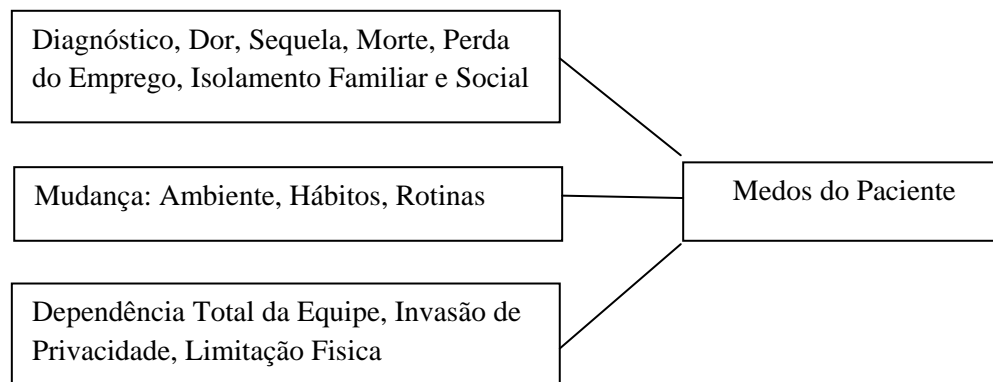 Diagnóstico, Dor, Sequela, Morte, Perda
do Emprego, Isolamento Familiar e Social
Mudança: Ambiente, Hábitos, Rotinas
Medos do Paciente
Dependência Total da Equipe, Invasão de
Privacidade, Limitação Fisica